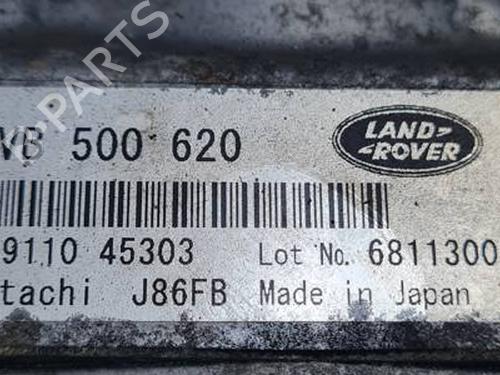 VB 500 620
LAND-
-ROVER
9110 45303 Lot No. 6811300
tachi J86FB Made in Japan
B-PARTS